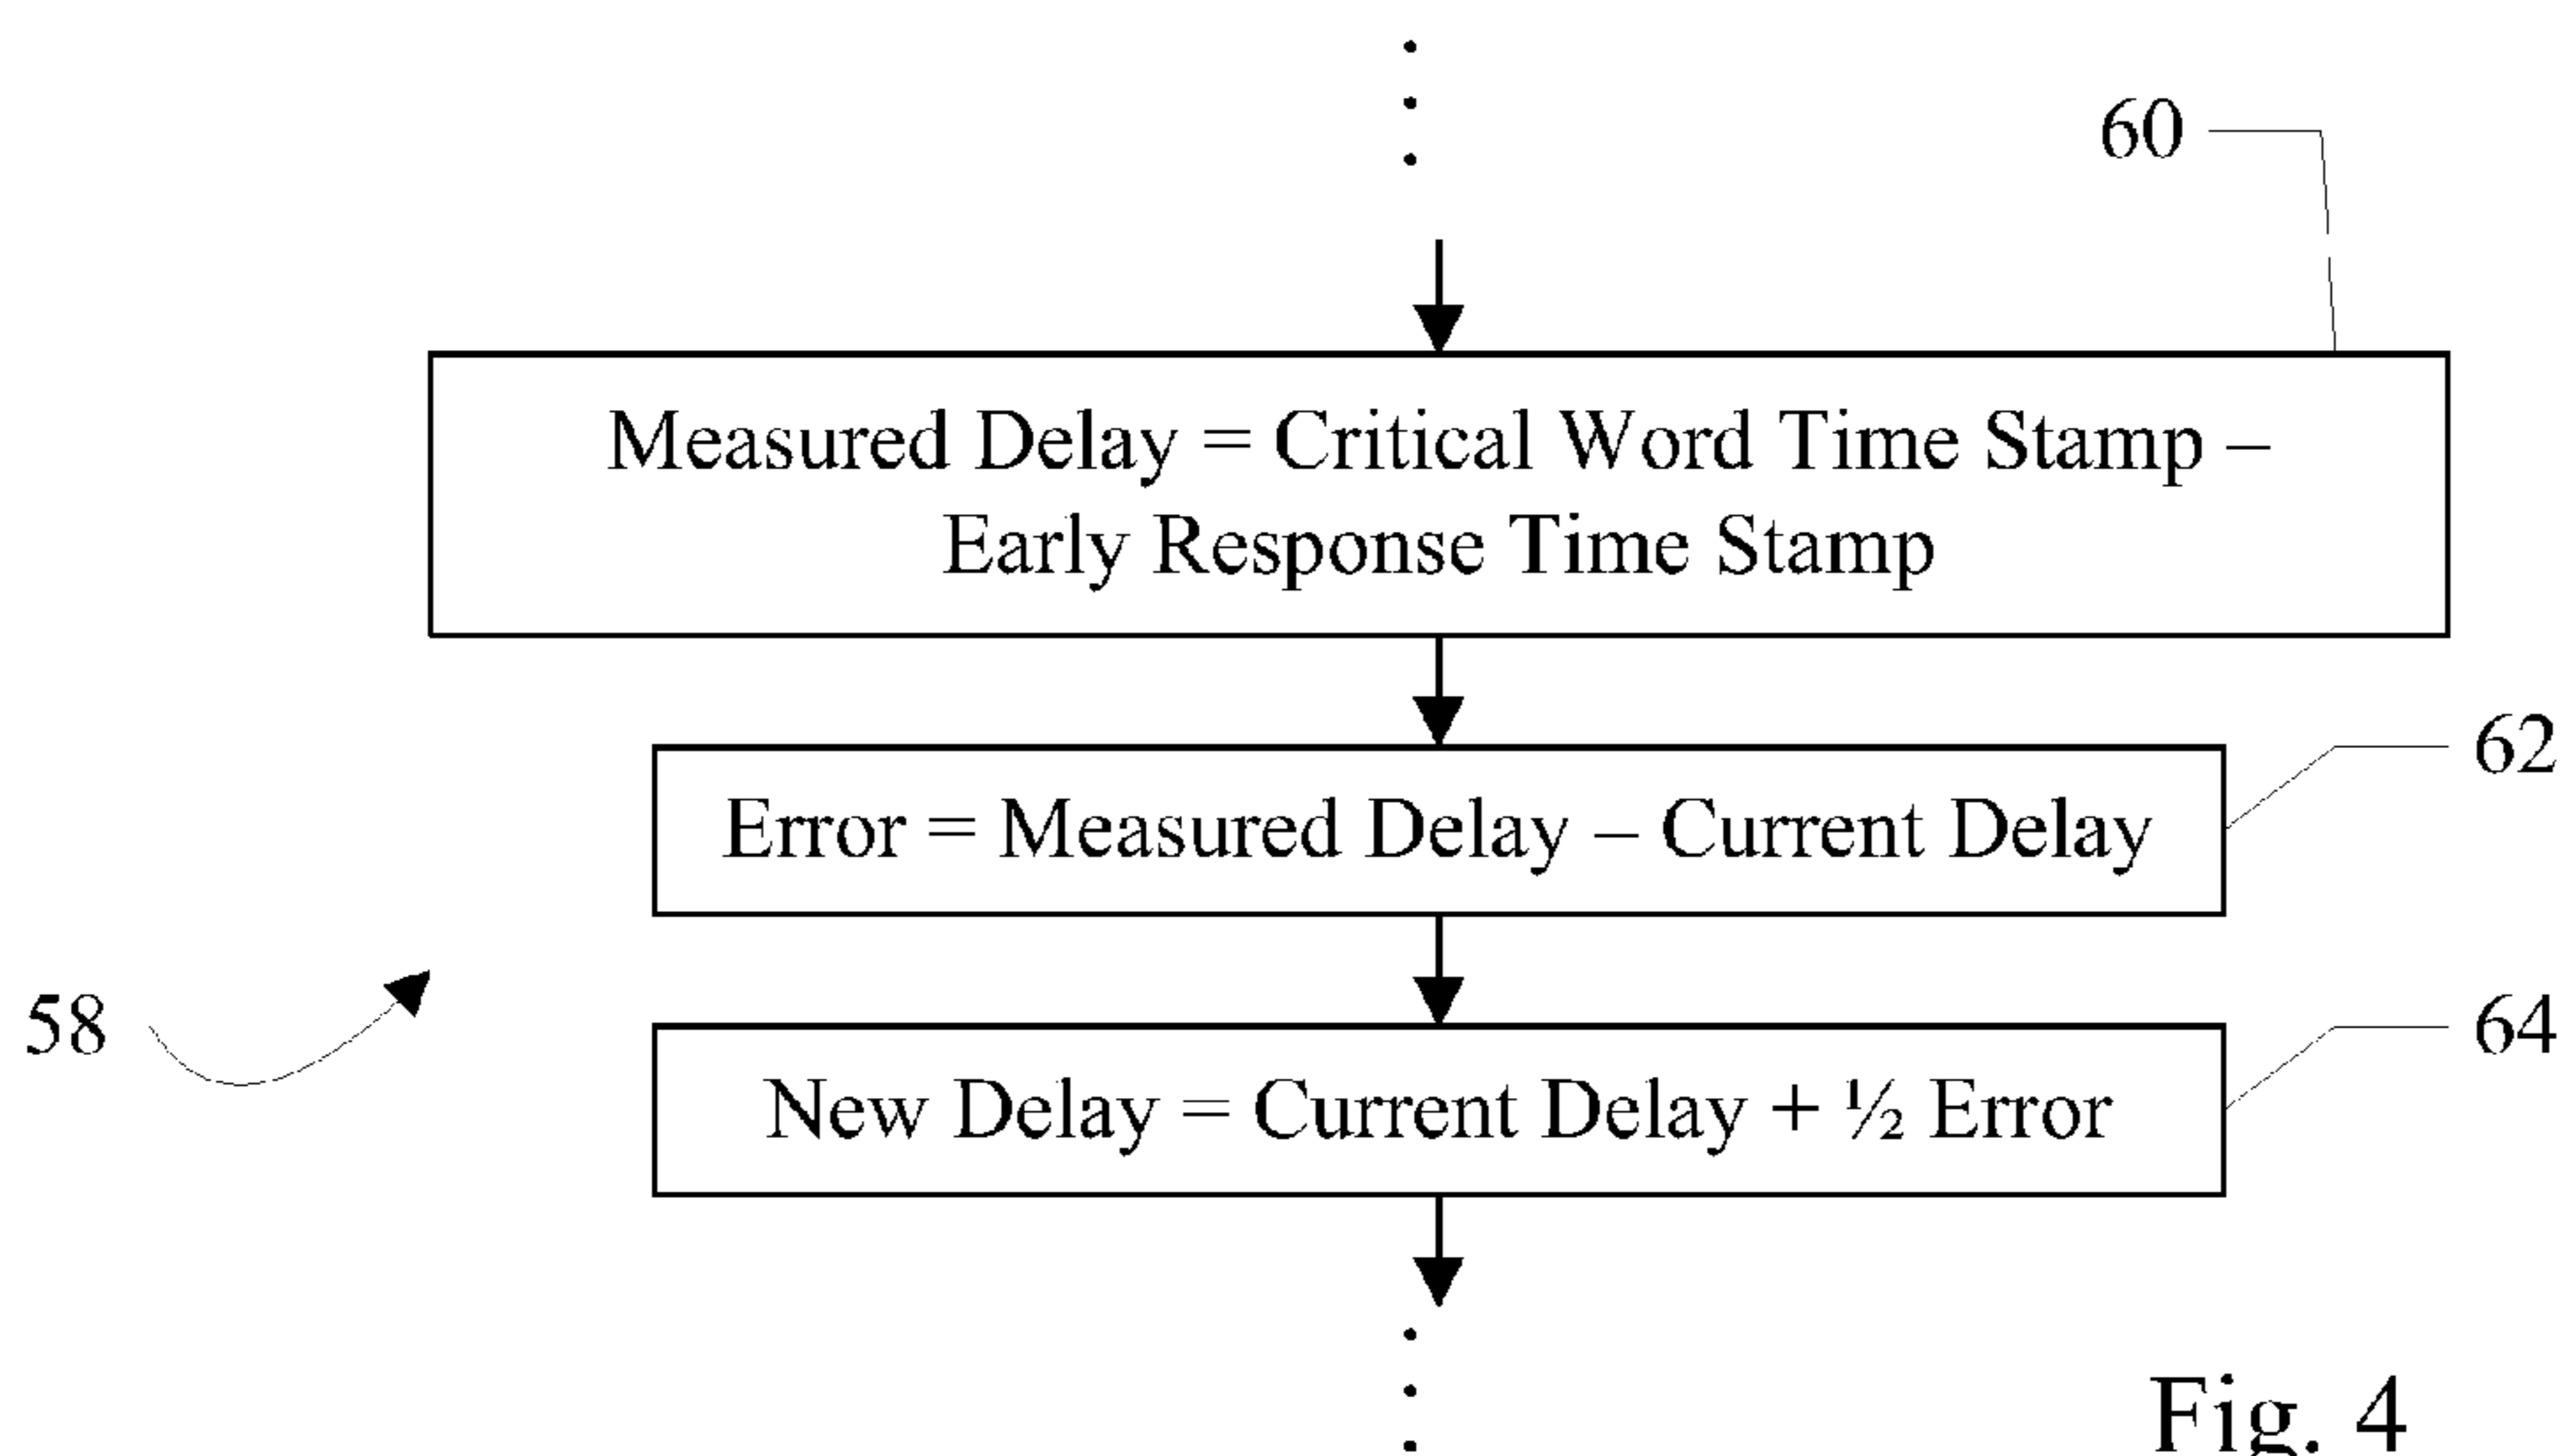 60
Measured Delay = Critical Word Time Stamp –
Early Response Time Stamp
62
Error = Measured Delay – Current Delay
58
64
New Delay = Current Delay + ½ Error
Fig. 4